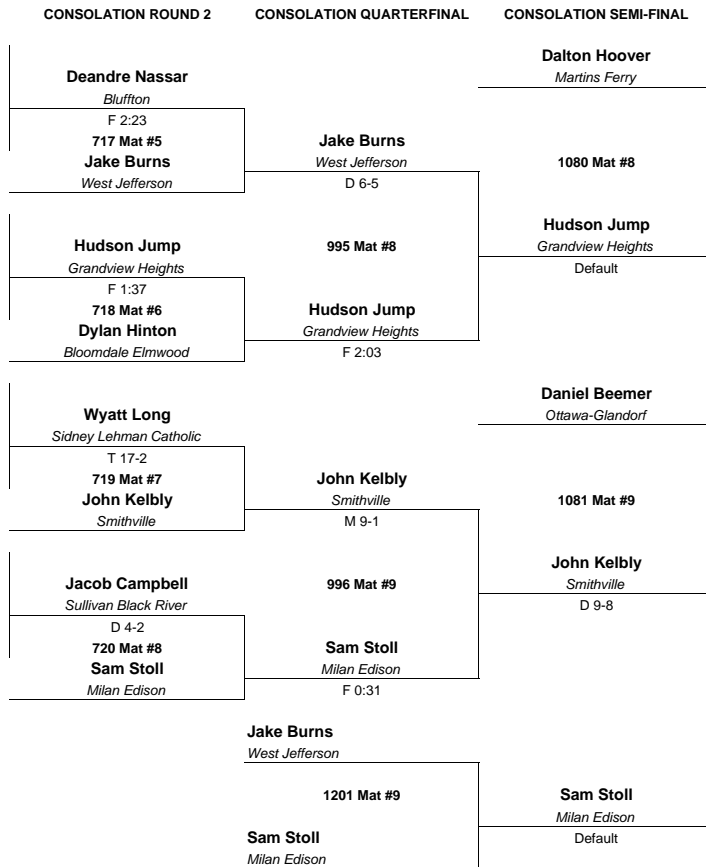 CONSOLATION ROUND 2 CONSOLATION QUARTERFINAL CONSOLATION SEMI-FINAL
Dalton Hoover
Martins Ferry
Deandre Nassar
Bluffton
F 2:23
717 Mat #5
Jake Burns
West Jefferson
Jake Burns
West Jefferson
D 6-5
1080 Mat #8
Hudson Jump
Grandview Heights
F 1:37
718 Mat #6
Dylan Hinton
Bloomdale Elmwood
995 Mat #8
Hudson Jump
Grandview Heights
F 2:03
Hudson Jump
Grandview Heights
Default
Daniel Beemer
Ottawa-Glandorf
Wyatt Long
Sidney Lehman Catholic
T 17-2
719 Mat #7
John Kelbly
Smithville
John Kelbly
Smithville
M 9-1
1081 Mat #9
Jacob Campbell
Sullivan Black River
D 4-2
720 Mat #8
Sam Stoll
Milan Edison
996 Mat #9
Sam Stoll
Milan Edison
F 0:31
John Kelbly
Smithville
D 9-8
Jake Burns
West Jefferson
1201 Mat #9
Sam Stoll
Milan Edison
Sam Stoll
Milan Edison
Default